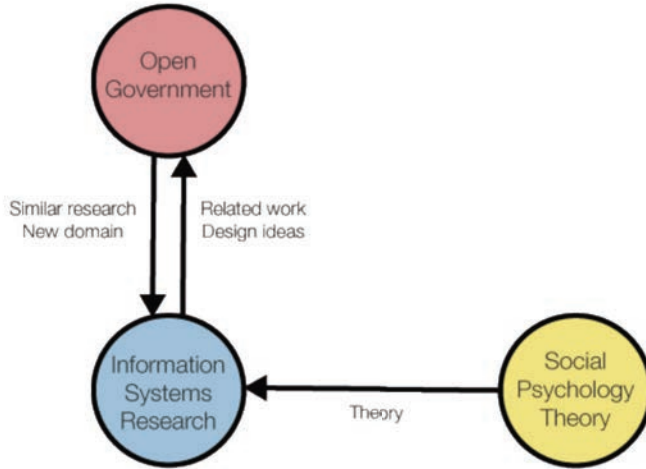 Open
Government
Similar research
New domain
Related work
Design ideas
Information
Systems
Research
Theory
Social
Psychology
Theory